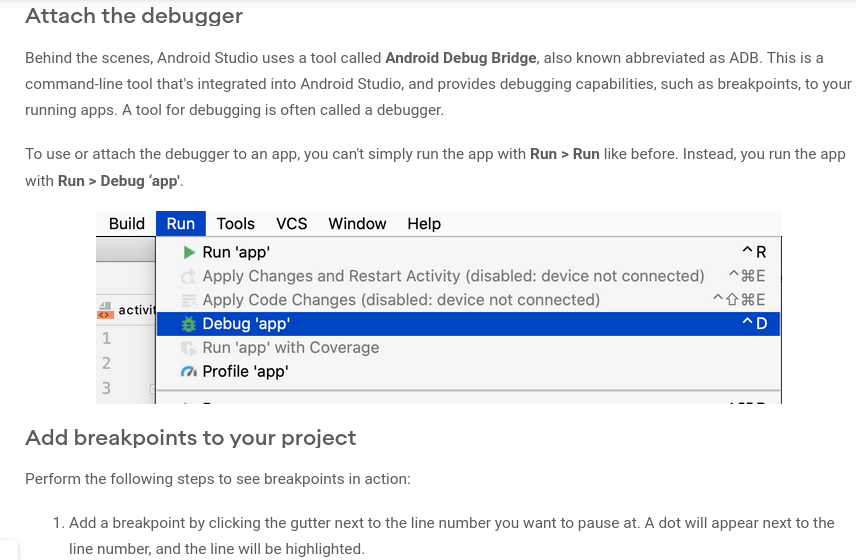 Attach the debugger
Behind the scenes, Android Studio uses a tool called Android Debug Bridge, also known abbreviated as ADB. This is a
command-line tool that's integrated into Android Studio, and provides debugging capabilities, such as breakpoints, to your
running apps. A tool for debugging is often called a debugger.
To use or attach the debugger to an app, you can't simply run the app with Run > Run like before. Instead, you run the app
with Run > Debug ‘app'.
Build Run Tools VCS Window Help
Run 'app' ^ R
Apply Changes and Restart Activity (disabled: device not connected) ^⌘E
Apply Code Changes (disabled: device not connected) ^⇧⌘E
activit
Debug 'app' ^ D
1
Run 'app' with Coverage
2
Profile 'app'
3
Add breakpoints to your project
Perform the following steps to see breakpoints in action:
1. Add a breakpoint by clicking the gutter next to the line number you want to pause at. A dot will appear next to the
line number, and the line will be highlighted.